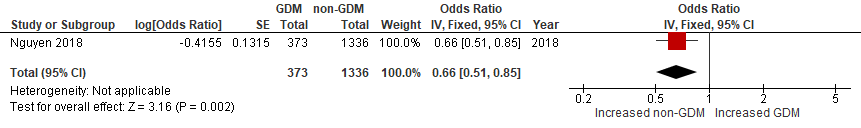 GDM non-GDM Odds Ratio Odds Ratio
Study or Subgroup log[Odds Ratio] SE Total Total Weight IV, Fixed, 95% CI Year IV, Fixed, 95% CI
Nguyen 2018 -0.4155 0.1315 373 1336 100.0% 0.66 [0.51, 0.85] 2018
Total (95% CI) 373 1336 100.0% 0.66 [0.51, 0.85]
Heterogeneity: Not applicable
Test for overall effect: Z = 3.16 (P = 0.002)
0.2 0.5 1 2 5
Increased non-GDM Increased GDM